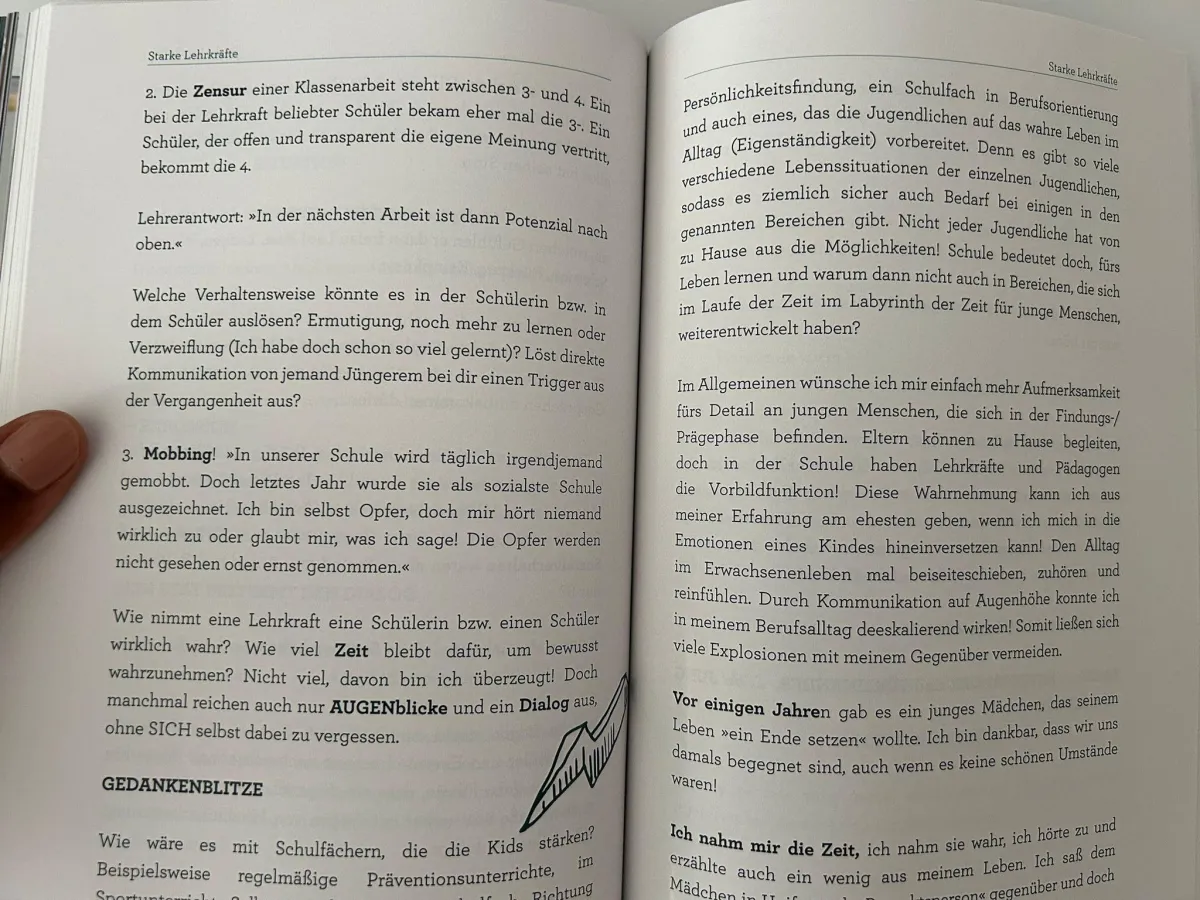 Starke Lehrkräfte
2. Die Zensur einer Klassenarbeit steht zwischen 3- und 4. Ein
bei der Lehrkraft beliebter Schüler bekam eher mal die 3-. Ein
Schüler, der offen und transparent die eigene Meinung vertritt,
bekommt die 4.
Lehrerantwort: »In der nächsten Arbeit ist dann Potenzial nach
oben.«
Welche Verhaltensweise könnte es in der Schülerin bzw. in
dem Schüler auslösen? Ermutigung, noch mehr zu lernen oder
Verzweiflung (Ich habe doch schon so viel gelernt)? Löst direkte
Kommunikation von jemand Jüngerem bei dir einen Trigger aus
der Vergangenheit aus?
3. Mobbing! »In unserer Schule wird täglich irgendjemand
gemobbt. Doch letztes Jahr wurde sie als sozialste Schule
ausgezeichnet. Ich bin selbst Opfer, doch mir hört niemand
wirklich zu oder glaubt mir, was ich sage! Die Opfer werden
nicht gesehen oder ernst genommen.«
Wie nimmt eine Lehrkraft eine Schülerin bzw. einen Schüler
wirklich wahr? Wie viel Zeit bleibt dafür, um bewusst
wahrzunehmen? Nicht viel, davon bin ich überzeugt! Doch
manchmal reichen auch nur AUGENblicke und ein Dialog aus,
ohne SICH selbst dabei zu vergessen.
GEDANKENBLITZE
Wie wäre es mit Schulfächern, die die Kids stärken?
Beispielsweise regelmäßige Präventionsunterrichte, im
Richtung
Starke Lehrkräfte
Persönlichkeitsfindung, ein Schulfach in Berufsorientierung
und auch eines, das die Jugendlichen auf das wahre Leben im
Alltag (Eigenständigkeit) vorbereitet. Denn es gibt so viele
verschiedene Lebenssituationen der einzelnen Jugendlichen,
sodass es ziemlich sicher auch Bedarf bei einigen in den
genannten Bereichen gibt. Nicht jeder Jugendliche hat von
zu Hause aus die Möglichkeiten! Schule bedeutet doch, fürs
Leben lernen und warum dann nicht auch in Bereichen, die sich
im Laufe der Zeit im Labyrinth der Zeit für junge Menschen,
weiterentwickelt haben?
Im Allgemeinen wünsche ich mir einfach mehr Aufmerksamkeit
fürs Detail an jungen Menschen, die sich in der Findungs-/
Prägephase befinden. Eltern können zu Hause begleiten,
doch in der Schule haben Lehrkräfte und Pädagogen
die Vorbildfunktion! Diese Wahrnehmung kann ich aus
meiner Erfahrung am ehesten geben, wenn ich mich in die
Emotionen eines Kindes hineinversetzen kann! Den Alltag
im Erwachsenenleben mal beiseiteschieben, zuhören und
reinfühlen. Durch Kommunikation auf Augenhöhe konnte ich
in meinem Berufsalltag deeskalierend wirken! Somit ließen sich
viele Explosionen mit meinem Gegenüber vermeiden.
Vor einigen Jahren gab es ein junges Mädchen, das seinem
Leben »ein Ende setzen« wollte. Ich bin dankbar, dass wir uns
damals begegnet sind, auch wenn es keine schönen Umstände
waren!
Ich nahm mir die Zeit, ich nahm sie wahr, ich hörte zu und
erzählte auch ein wenig aus meinem Leben. Ich saß dem
Mädchen in gegenüber und doch